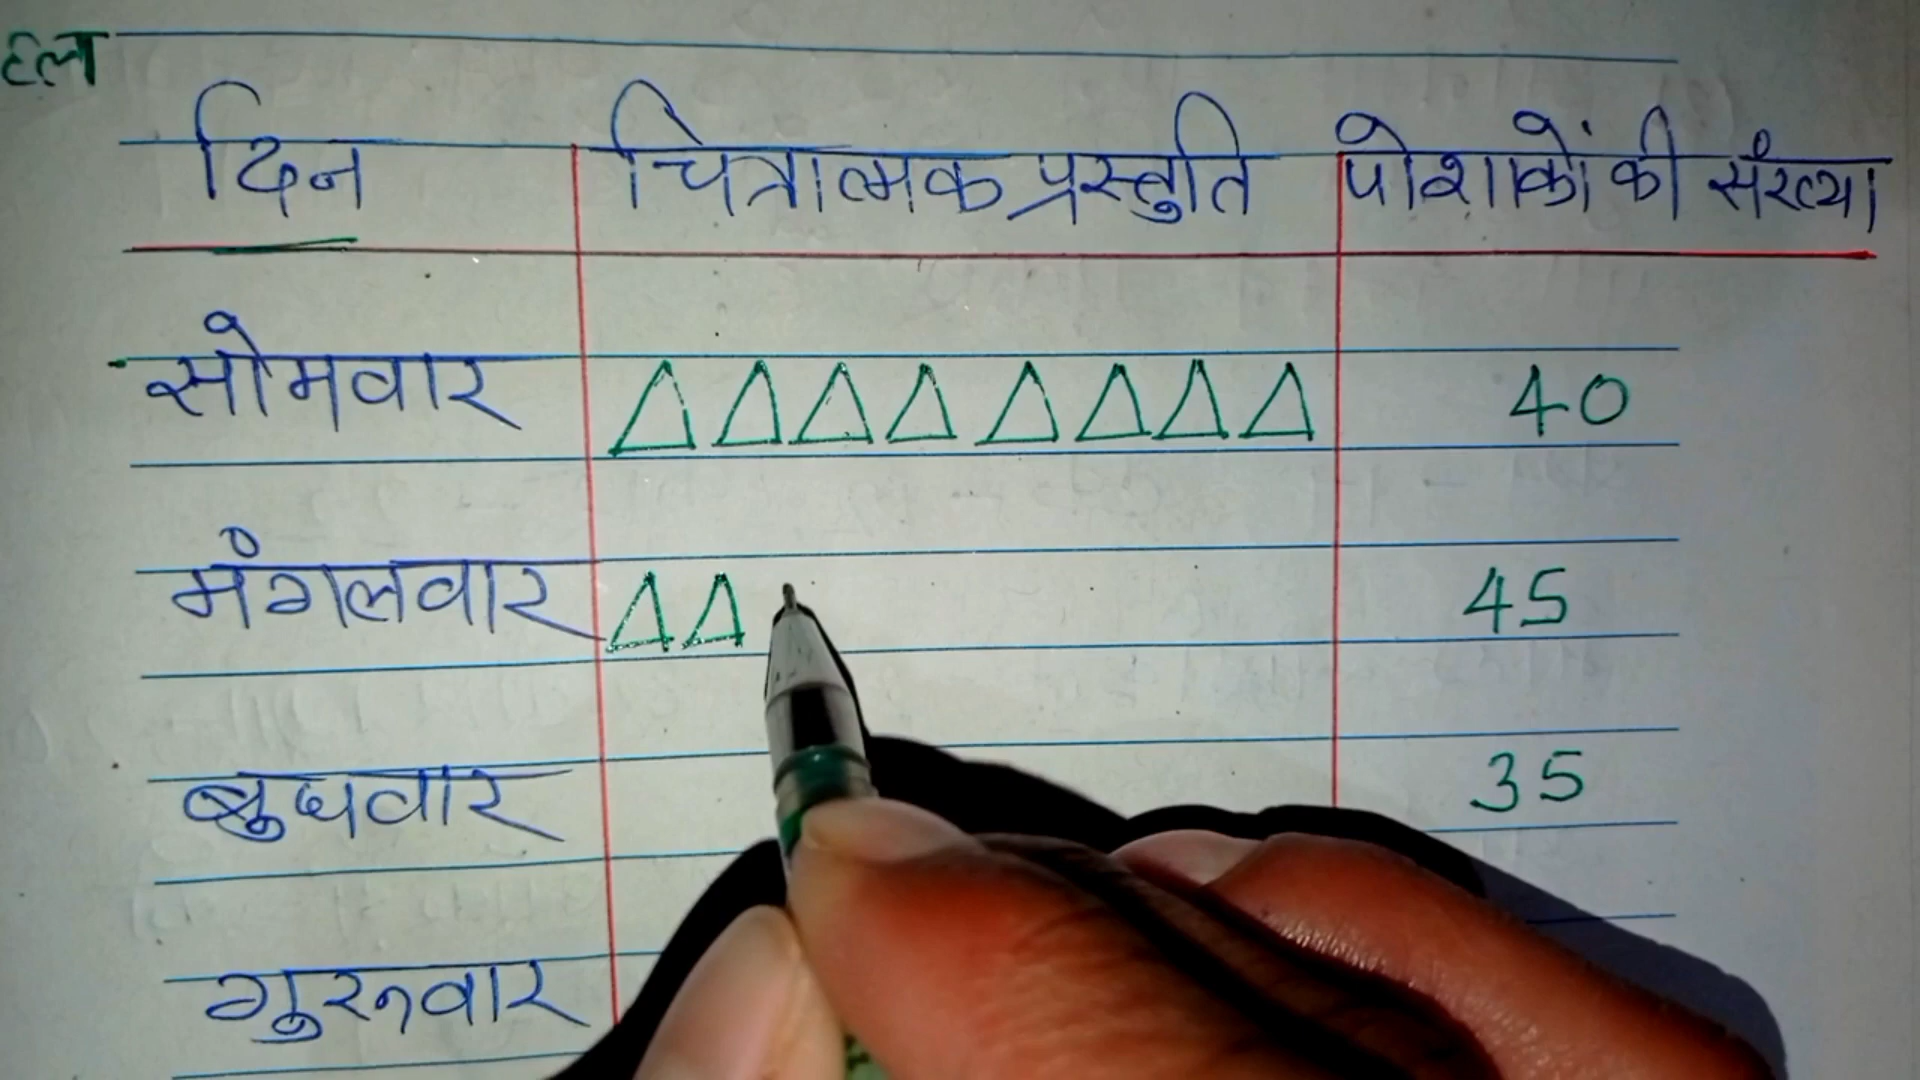 हल
दिन चित्रात्मक प्रस्तुति पोशाकों की संख्या
सोमवार 40
मंगलवार 45
बुधवार 35
गुरुवार